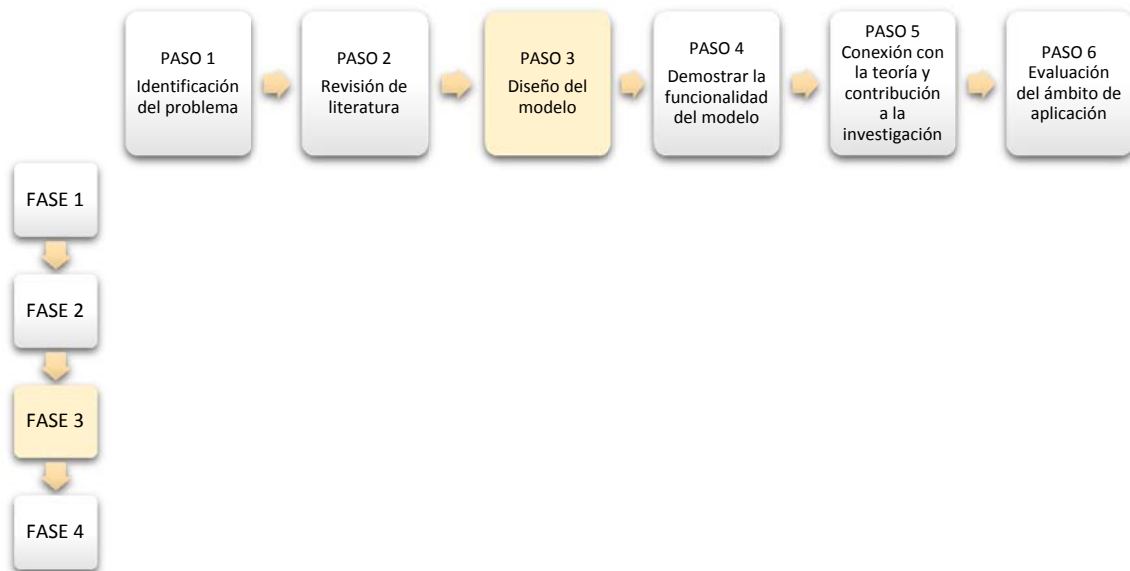 PASO 1
Identificación
del problema
PASO 2
Revisión de
literatura
PASO 3
Diseño del
modelo
PASO 4
Demostrar la
funcionalidad
del modelo
PASO 5
Conexión con
la teoría y
contribución
a la
investigación
PASO 6
Evaluación
del ámbito de
aplicación
FASE 1
FASE 2
FASE 3
FASE 4